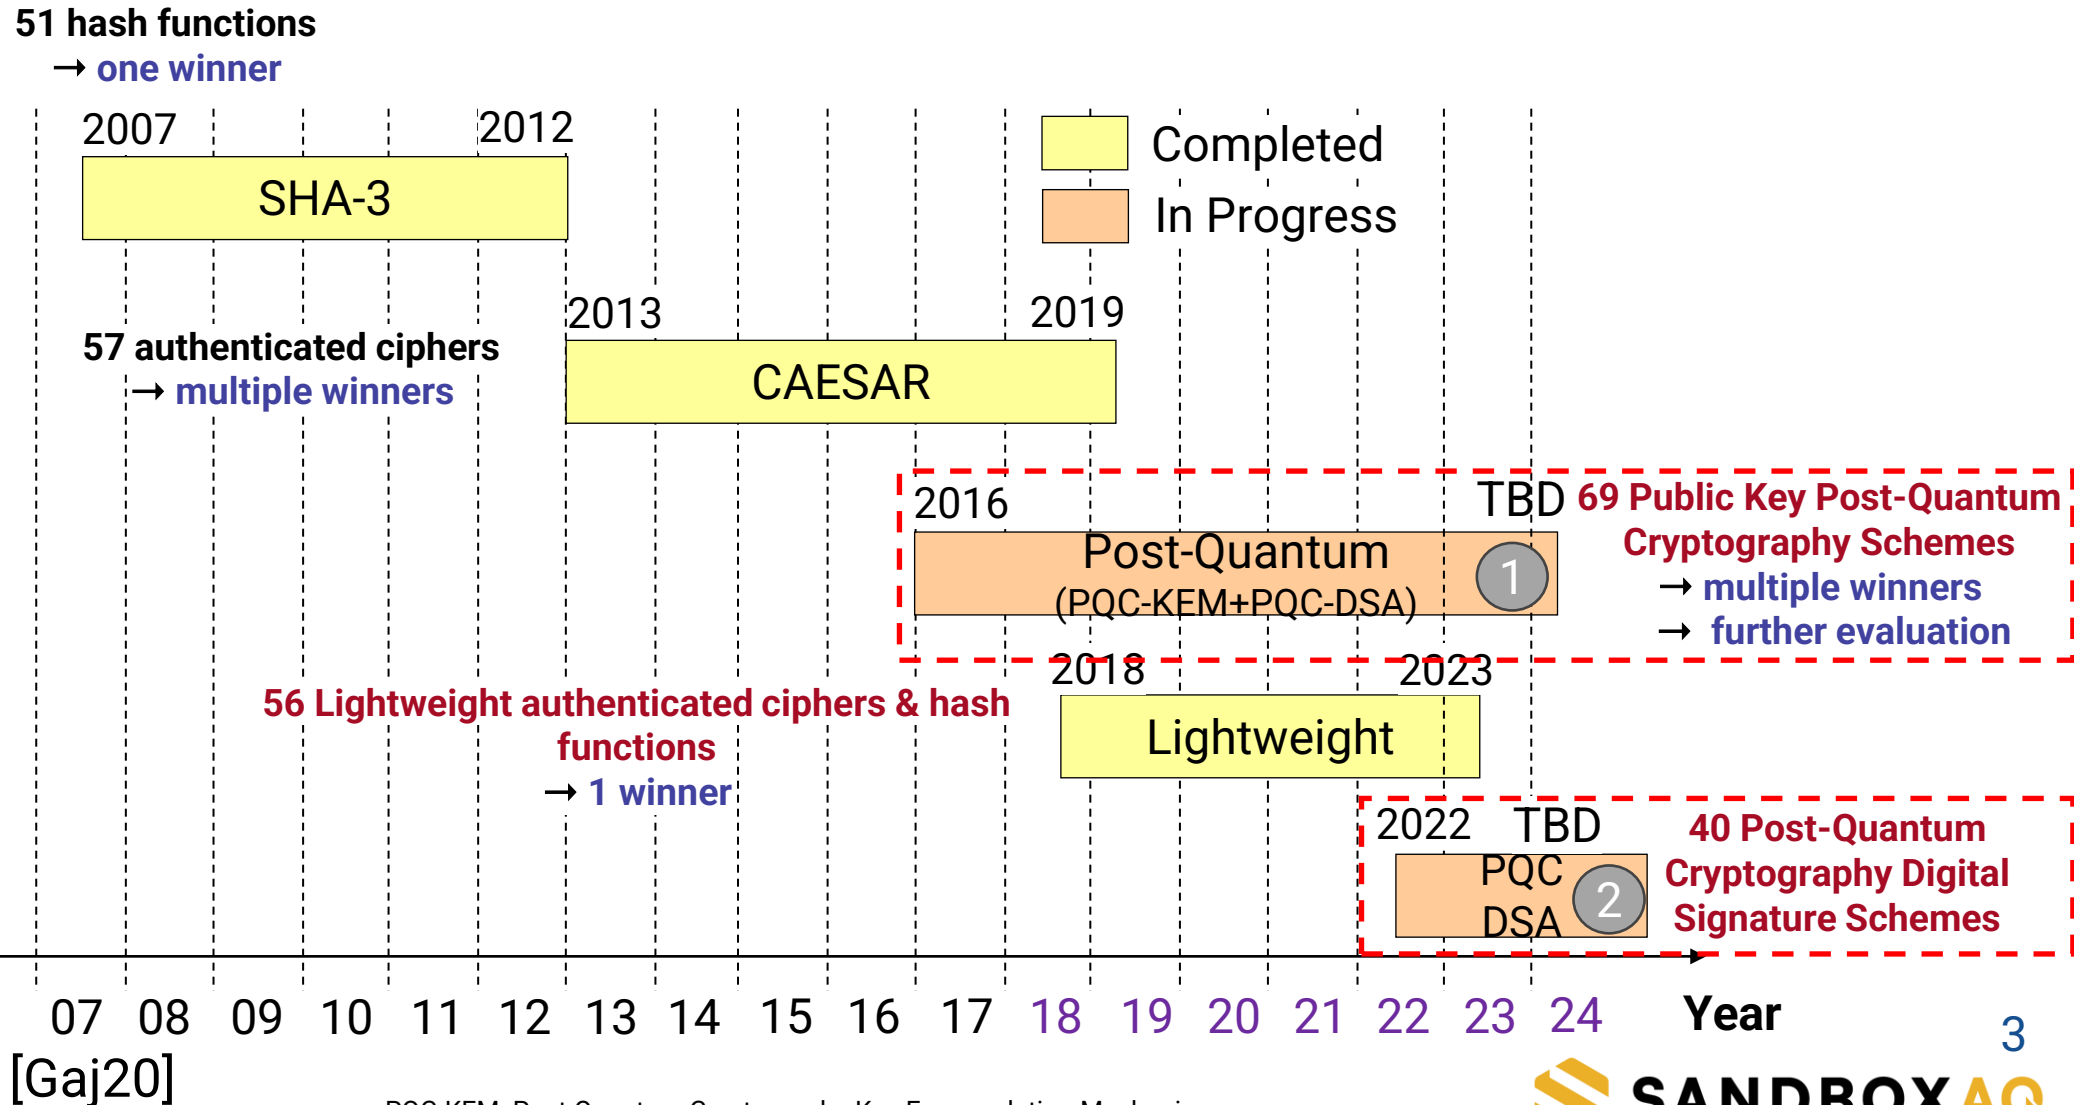 51 hash functions
→ one winner
2007
2012
SHA-3
Completed
In Progress
2013
2019
57 authenticated ciphers
→ multiple winners
CAESAR
2016
TBD
69 Public Key Post-Quantum
Cryptography Schemes
→ multiple winners
→ further evaluation
Post-Quantum
(PQC-KEM+PQC-DSA)
1
2018
2023
56 Lightweight authenticated ciphers & hash
functions
→ 1 winner
Lightweight
2022
TBD
40 Post-Quantum
Cryptography Digital
Signature Schemes
PQC
DSA
2
07 08 09 10 11 12 13 14 15 16 17 18 19 20 21 22 23 24
Year
3
[Gaj20]
SANDBOXAQ